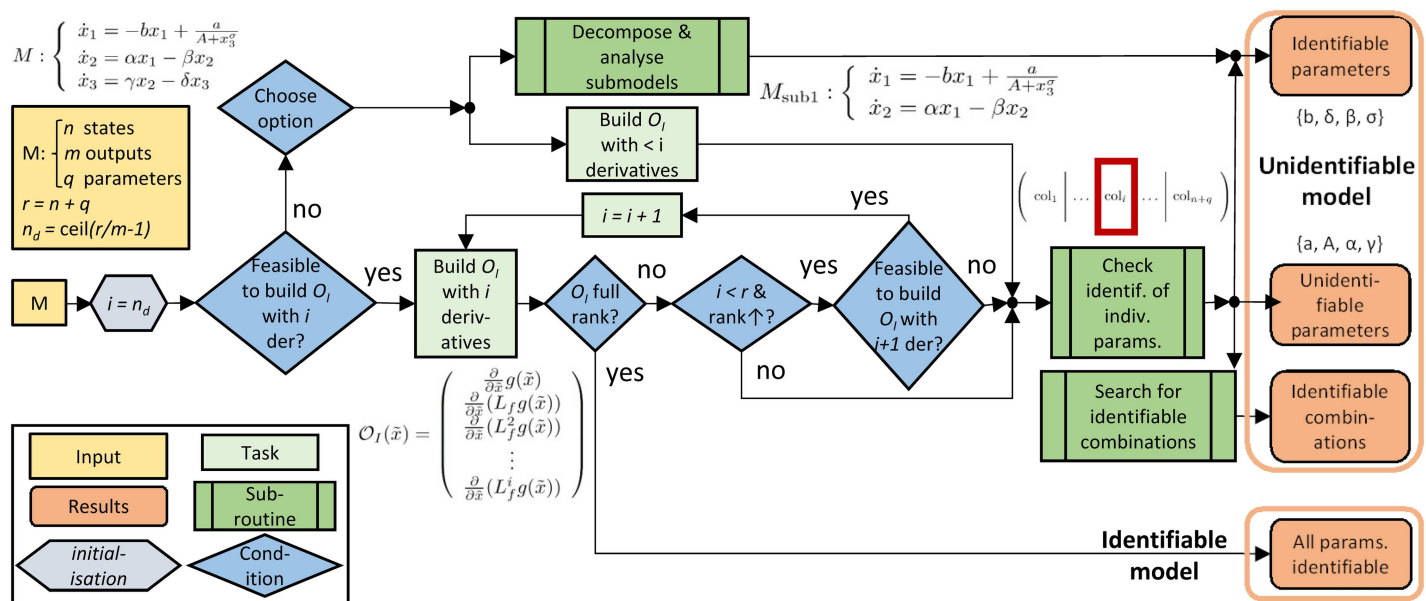 M : { ẋ₁ = −bx₁ + a/(A+x₃^σ)
ẋ₂ = αx₁ − βx₂
ẋ₃ = γx₂ − δx₃
M: { n states
m outputs
q parameters
r = n + q
n_d = ceil(r/m-1)
M
i = n_d
Feasible
to build O_I
with i
der?
no
yes
Choose
option
Decompose &
analyse
submodels
M_sub1 : { ẋ₁ = −bx₁ + a/(A+x₃^σ)
ẋ₂ = αx₁ − βx₂
Build O_I
with < i
derivatives
i = i + 1
Build O_I
with i
deriv-
atives
O_I full
rank?
no
yes
i < r &
rank↑?
yes
no
Feasible
to build
O_I with
i+1 der?
yes
no
( col₁ | … col_i … | col_{n+q} )
Check
identif. of
indiv.
params.
Search for
identifiable
combinations
Identifiable
parameters
{b, δ, β, σ}
Unidentifiable
model
{a, A, α, γ}
Unidenti-
fiable
parameters
Identifiable
combin-
ations
𝒪_I(x̃) = ( ∂/∂x̃ g(x̃)
∂/∂x̃ (L_f g(x̃))
∂/∂x̃ (L_f^2 g(x̃))
⋮
∂/∂x̃ (L_f^i g(x̃)) )
Input
Task
Results
Sub-
routine
initial-
isation
Cond-
ition
Identifiable
model
All params.
identifiable